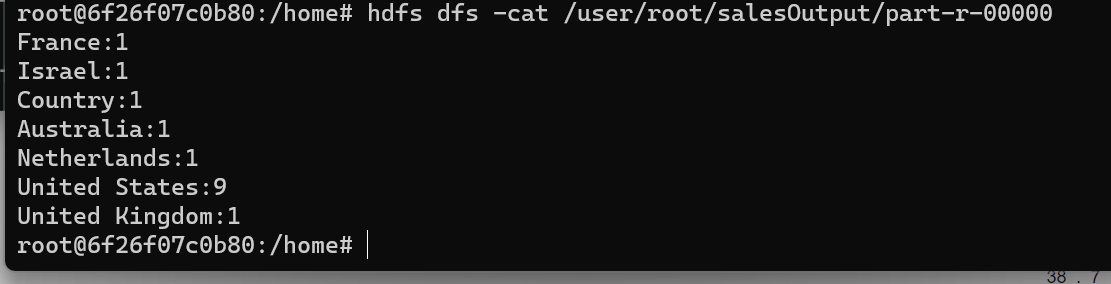 root@6f26f07c0b80:/home# hdfs dfs -cat /user/root/salesOutput/part-r-00000
France:1
Israel:1
Country:1
Australia:1
Netherlands:1
United States:9
United Kingdom:1
root@6f26f07c0b80:/home#